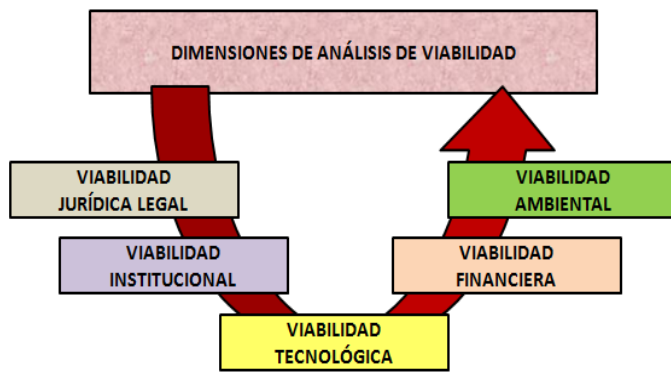 DIMENSIONES DE ANÁLISIS DE VIABILIDAD
VIABILIDAD
JURÍDICA LEGAL
VIABILIDAD
INSTITUCIONAL
VIABILIDAD
TECNOLÓGICA
VIABILIDAD
FINANCIERA
VIABILIDAD
AMBIENTAL